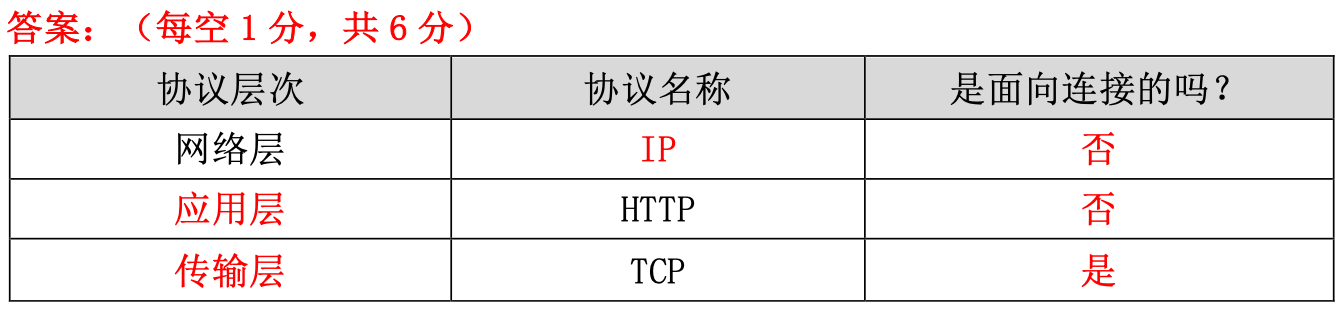 答案：（每空 1 分，共 6 分）
协议层次 协议名称 是面向连接的吗？
网络层 IP 否
应用层 HTTP 否
传输层 TCP 是